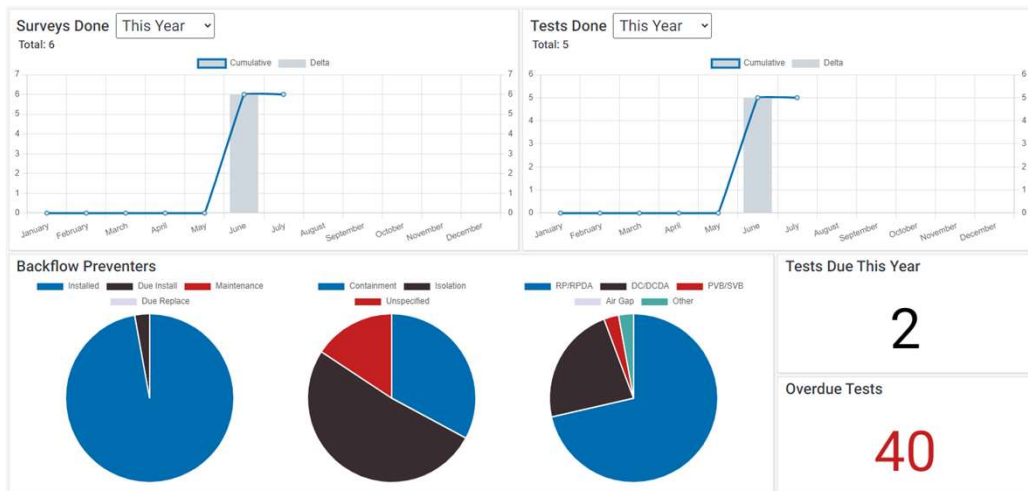 Surveys Done This Year
Total: 6
Cumulative Delta
7 7
6 6
5 5
4 4
3 3
2 2
1 1
0 0
January February March April May June July August September October November December
Tests Done This Year
Total: 5
Cumulative Delta
6 6
5 5
4 4
3 3
2 2
1 1
0 0
January February March April May June July August September October November December
Backflow Preventers
Installed Due Install Maintenance
Due Replace
Containment Isolation
Unspecified
RP/RPDA DC/DCDA PVB/SVB
Air Gap Other
Tests Due This Year
2
Overdue Tests
40